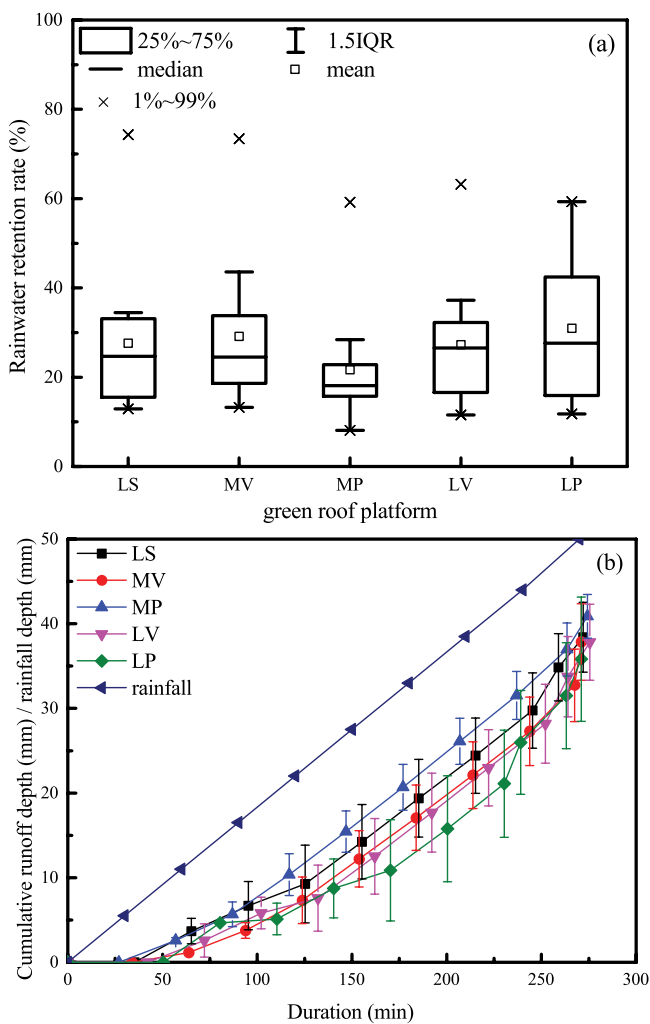 100
25%~75%
1.5IQR
(a)
median
mean
1%~99%
80
60
40
20
0
Rainwater retention rate (%)
LS
MV
MP
LV
LP
green roof platform
50
LS
(b)
MV
MP
LV
LP
rainfall
40
30
20
10
0
Cumulative runoff depth (mm) / rainfall depth (mm)
0
50
100
150
200
250
300
Duration (min)